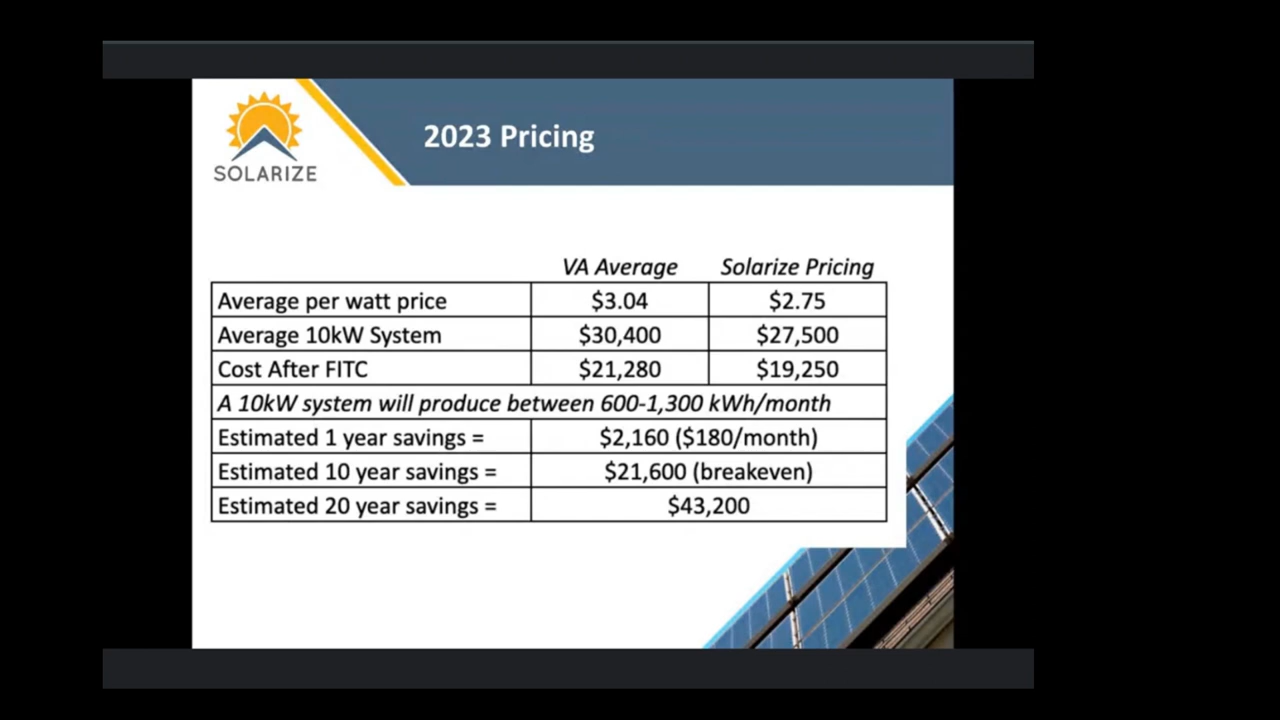 SOLARIZE
2023 Pricing
VA Average Solarize Pricing
Average per watt price $3.04 $2.75
Average 10kW System $30,400 $27,500
Cost After FITC $21,280 $19,250
A 10kW system will produce between 600-1,300 kWh/month
Estimated 1 year savings = $2,160 ($180/month)
Estimated 10 year savings = $21,600 (breakeven)
Estimated 20 year savings = $43,200